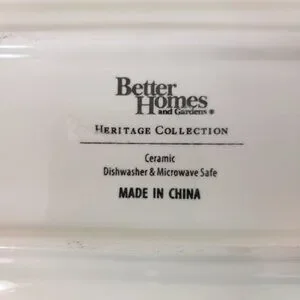 Better
Homes
and Gardens®
HERITAGE COLLECTION
Ceramic
Dishwasher & Microwave Safe
MADE IN CHINA